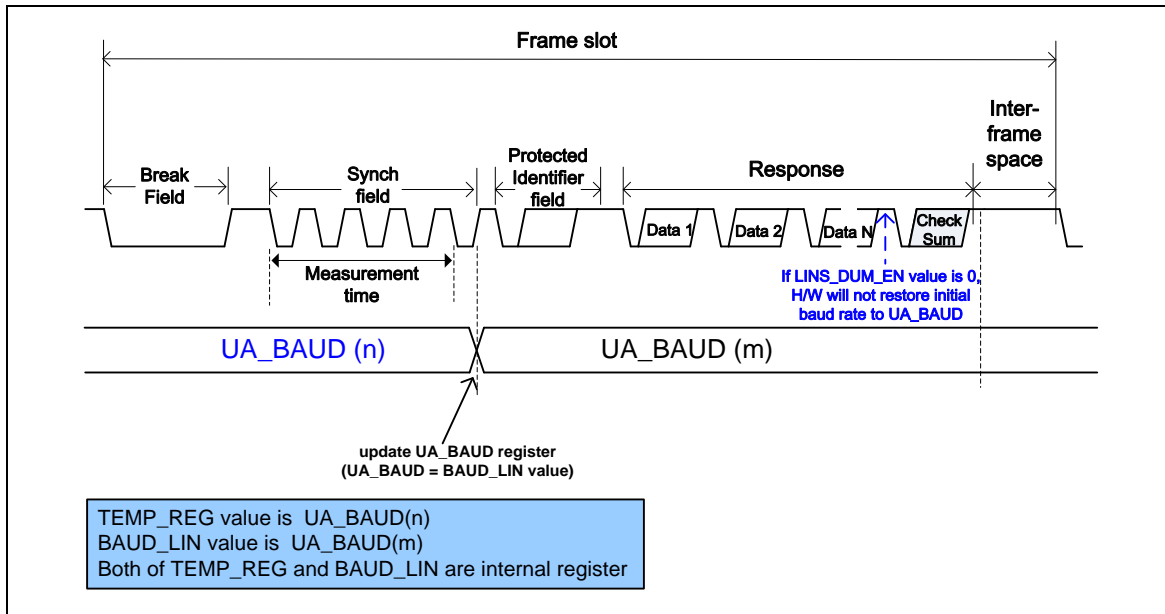 Frame slot
Inter-
frame
space
Break
Field
Synch
field
Protected
Identifier
field
Response
Data 1
Data 2
Data N
Check
Sum
Measurement
time
If LINS_DUM_EN value is 0,
H/W will not restore initial
baud rate to UA_BAUD
UA_BAUD (n)
UA_BAUD (m)
update UA_BAUD register
(UA_BAUD = BAUD_LIN value)
TEMP_REG value is UA_BAUD(n)
BAUD_LIN value is UA_BAUD(m)
Both of TEMP_REG and BAUD_LIN are internal register